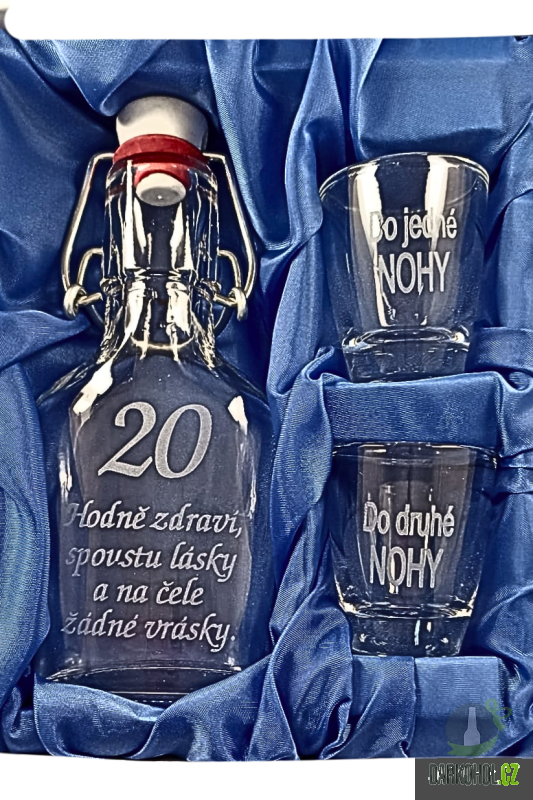 20
Hodně zdraví,
spoustu lásky
a na čele
žádné vrásky.
Do jedné
NOHY
Do druhé
NOHY
DARKOHOL.CZ